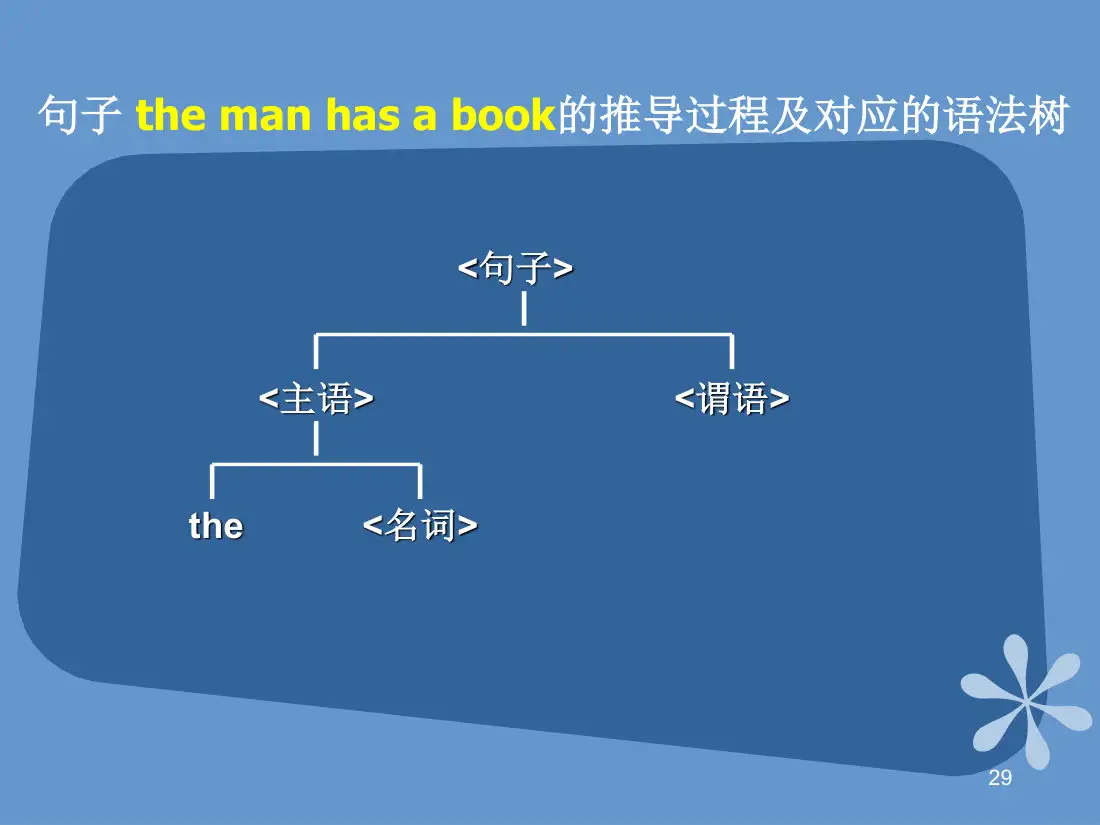 句子 the man has a book的推导过程及对应的语法树
<句子>
<主语> <谓语>
the <名词>
29